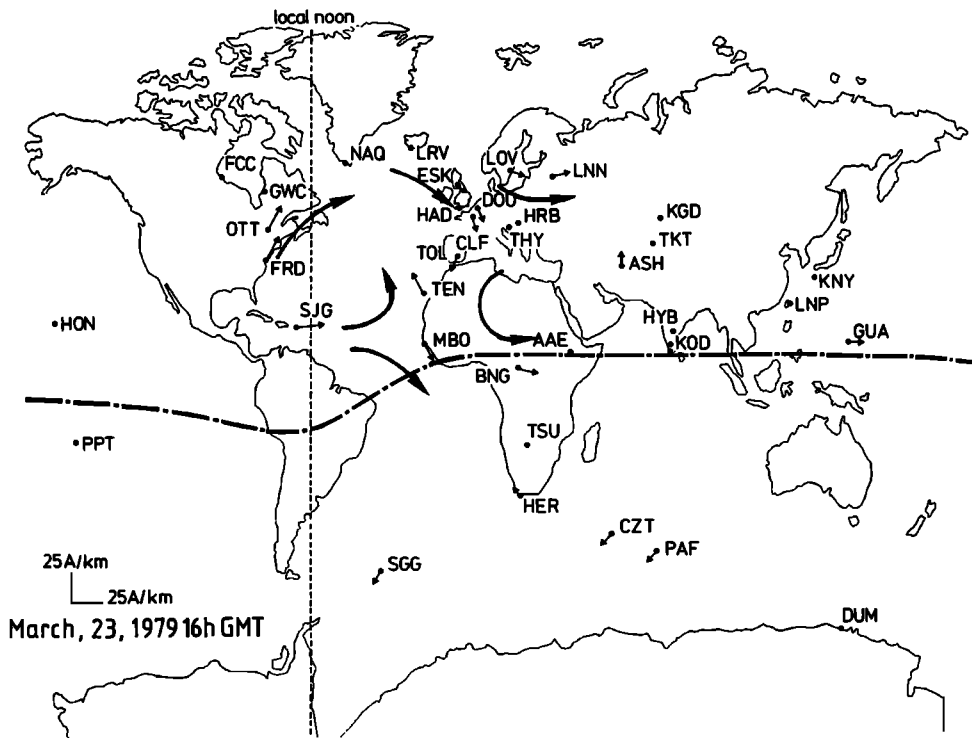 local noon
NAQ
LRV
LOV
LNN
FCC
ESK
GWC
DOU
HAD
HRB
KGD
OTT
THY
TKT
TOL
CLF
ASH
FRD
KNY
TEN
LNP
SJG
HON
HYB
GUA
MBO
AAE
KOD
BNG
PPT
TSU
HER
CZT
PAF
25A/km
SGG
25A/km
March, 23, 1979 16h GMT
DUM